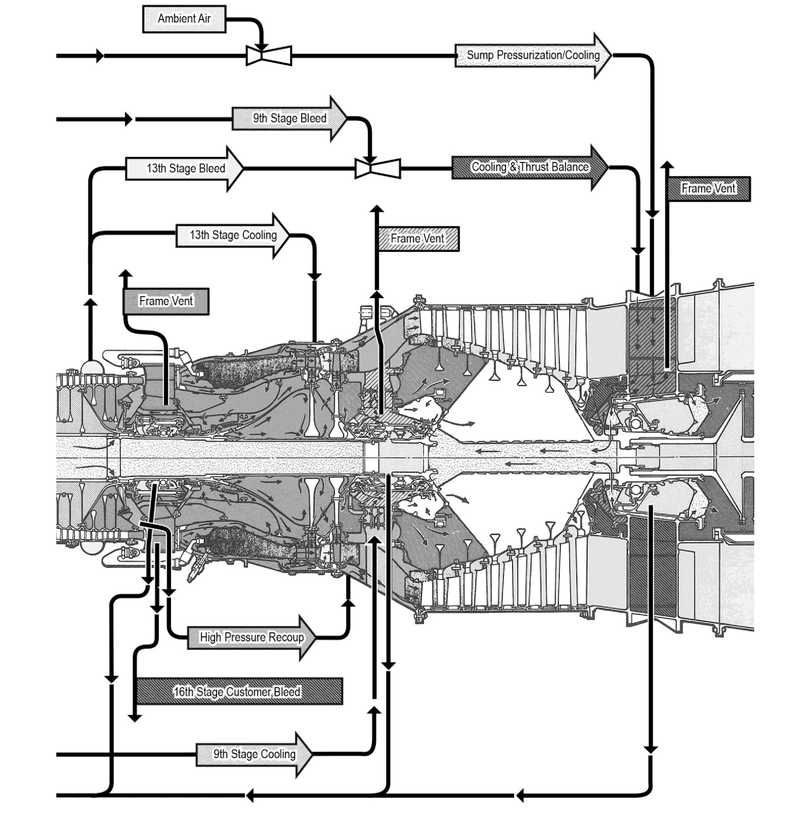 Ambient Air
Sump Pressurization/Cooling
9th Stage Bleed
13th Stage Bleed
Cooling & Thrust Balance
Frame Vent
13th Stage Cooling
Frame Vent
Frame Vent
High Pressure Recoup
16th Stage Customer Bleed
9th Stage Cooling